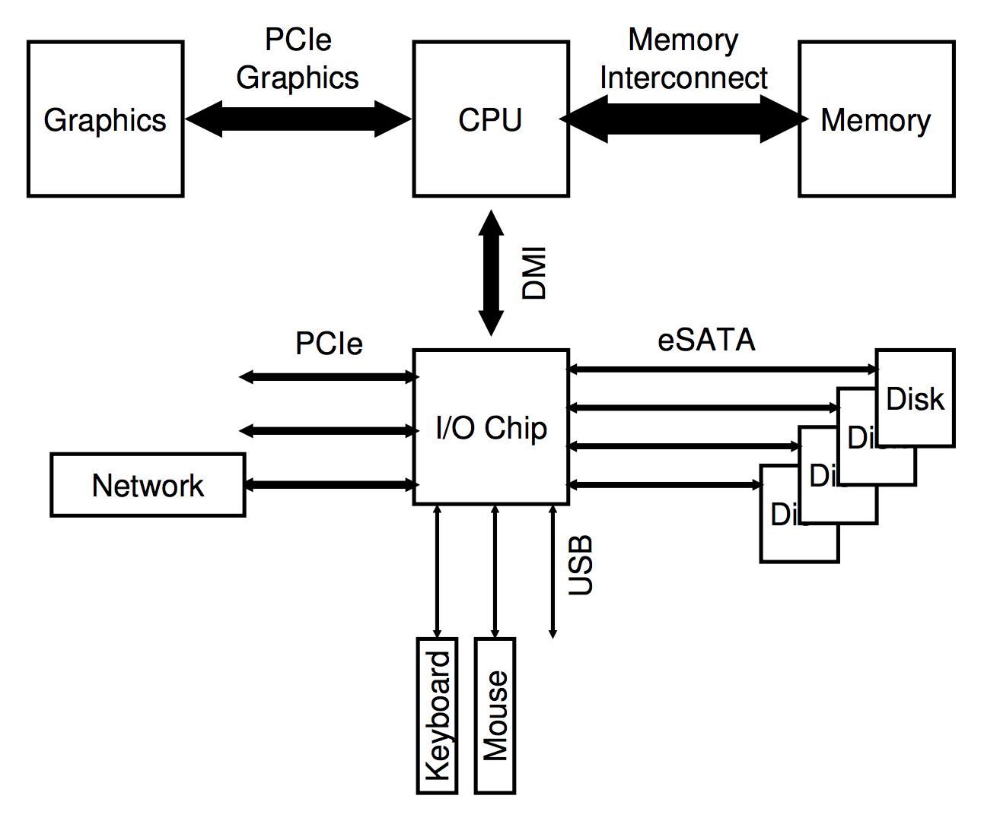 PCIe
Graphics
Memory
Interconnect
Graphics
CPU
Memory
DMI
PCIe
eSATA
Disk
I/O Chip
Network
USB
Keyboard
Mouse